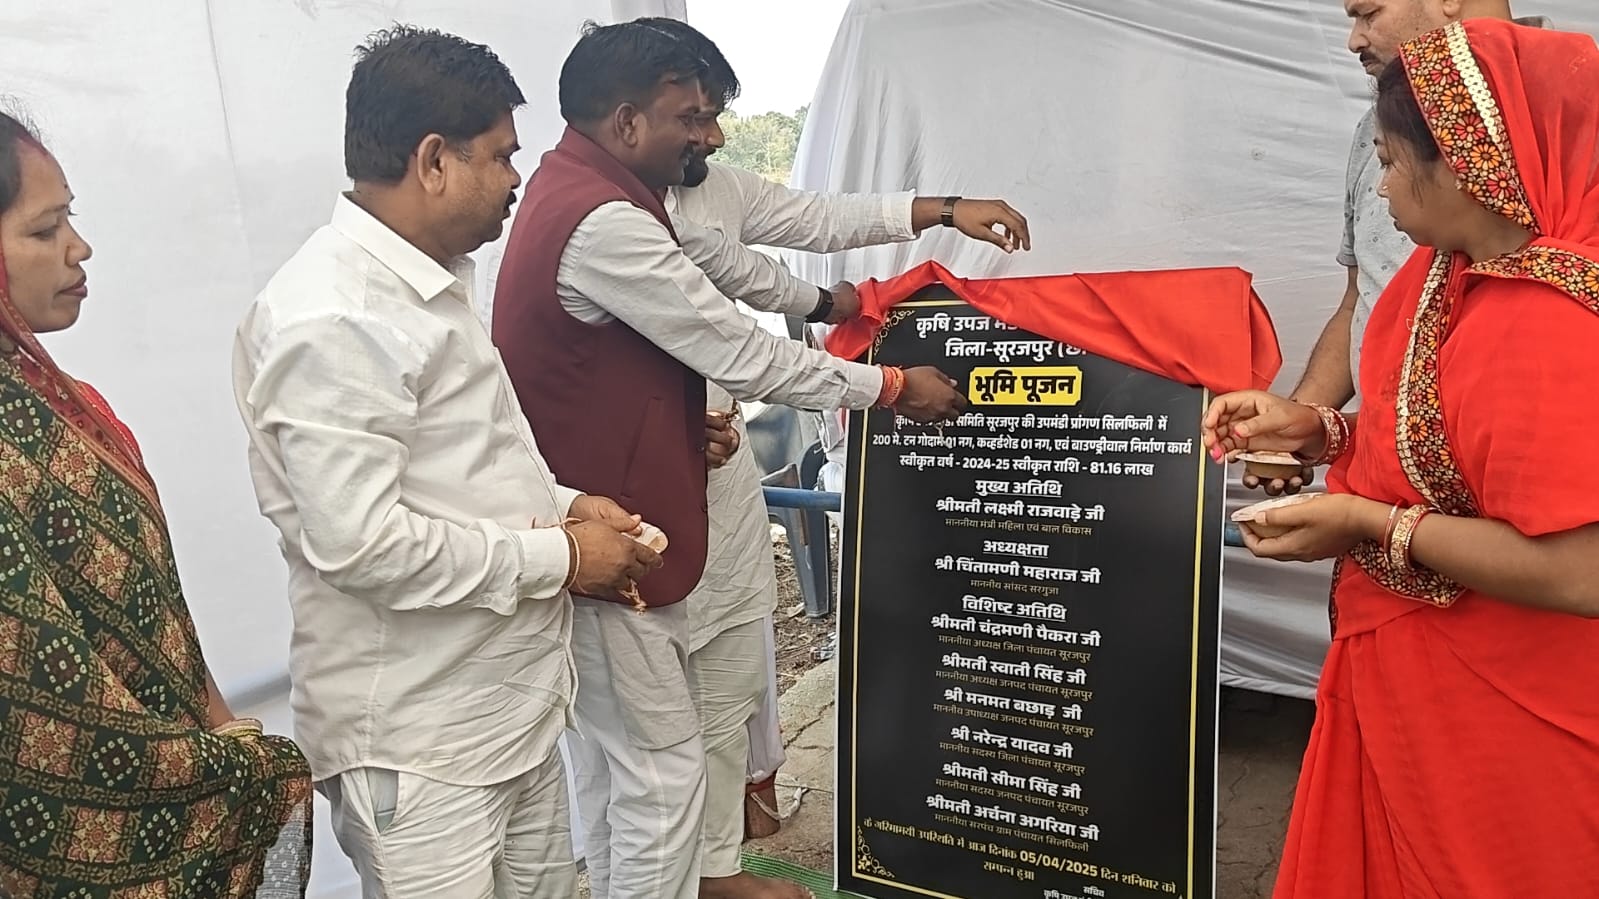 कृषि उपज
जिला-सूरजपुर
भूमि पूजन
समिति सूरजपुर की उपमंडी प्रांगण सिलफिली में
200 मे. टन गोदाम 01 नग, कव्हर्डशेड 01 नग, एवं बाउण्ड्रीवाल निर्माण कार्य
स्वीकृत वर्ष - 2024-25 स्वीकृत राशि - 81.16 लाख
मुख्य अतिथि
श्रीमती लक्ष्मी राजवाड़े जी
माननीया मंत्री महिला एवं बाल विकास
अध्यक्षता
श्री चिंतामणी महाराज जी
माननीय सांसद सरगुजा
विशिष्ट अतिथि
श्रीमती चंद्रमणी पैकरा जी
माननीया अध्यक्ष जिला पंचायत सूरजपुर
श्रीमती स्वाती सिंह जी
माननीया अध्यक्ष जनपद पंचायत सूरजपुर
श्री मनमत बछाड़ जी
माननीय उपाध्यक्ष जनपद पंचायत सूरजपुर
श्री नरेन्द्र यादव जी
माननीय सदस्य जिला पंचायत सूरजपुर
श्रीमती सीमा सिंह जी
माननीया सदस्य जनपद पंचायत सूरजपुर
श्रीमती अर्चना अगरिया जी
माननीया सरपंच ग्राम पंचायत सिलफिली
के गरिमामयी उपस्थिति में आज दिनांक 05/04/2025 दिन शनिवार को
सम्पन्न हुआ
सचिव